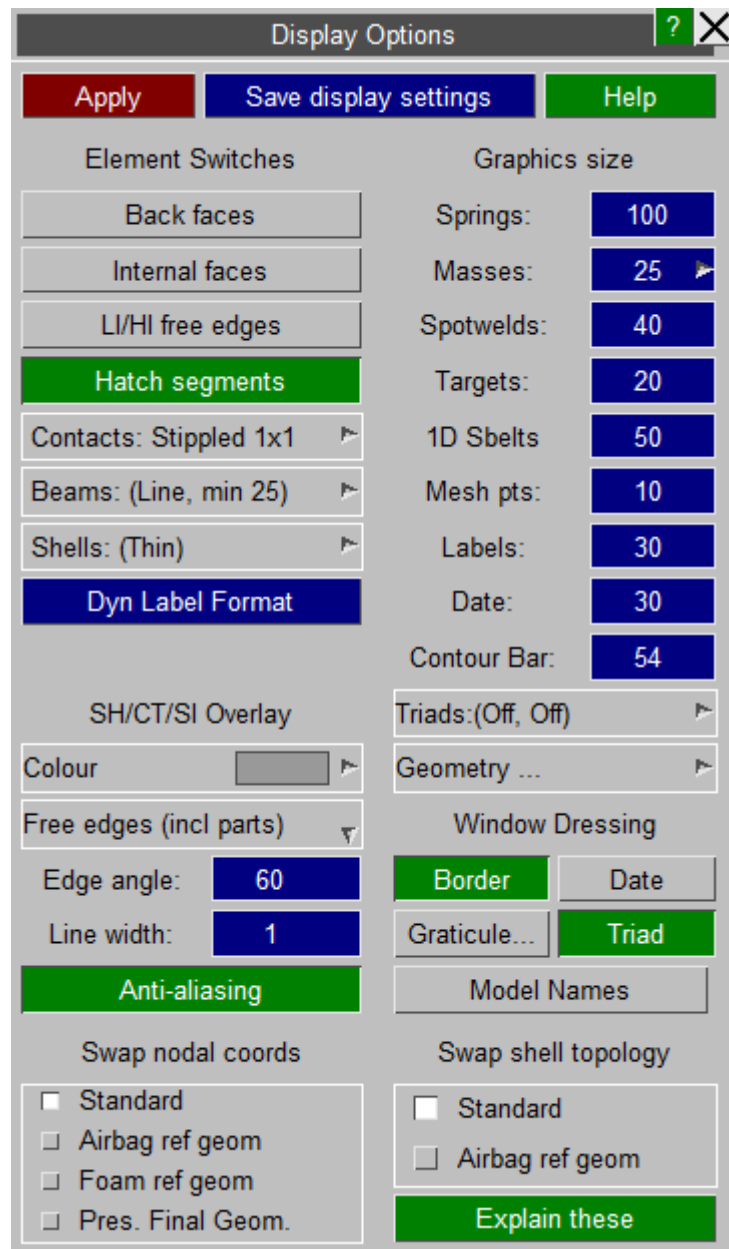 Display Options ?
Apply Save display settings Help
Element Switches
Back faces
Internal faces
LI/HI free edges
Hatch segments
Contacts: Stippled 1x1
Beams: (Line, min 25)
Shells: (Thin)
Dyn Label Format
Graphics size
Springs: 100
Masses: 25
Spotwelds: 40
Targets: 20
1D Sbelts 50
Mesh pts: 10
Labels: 30
Date: 30
Contour Bar: 54
Triads:(Off, Off)
Geometry ...
SH/CT/SI Overlay
Colour
Free edges (incl parts)
Edge angle: 60
Line width: 1
Anti-aliasing
Window Dressing
Border Date
Graticule... Triad
Model Names
Swap nodal coords
Standard
Airbag ref geom
Foam ref geom
Pres. Final Geom.
Swap shell topology
Standard
Airbag ref geom
Explain these